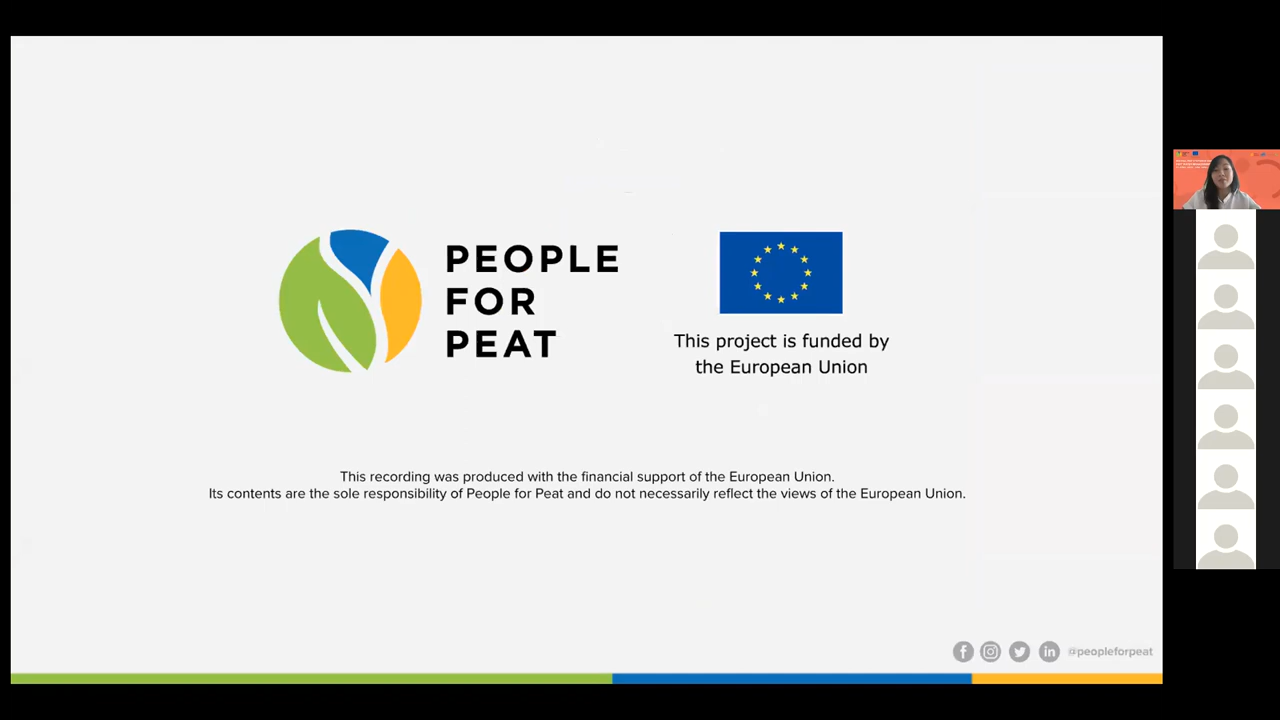 PEOPLE
FOR
PEAT
This project is funded by
the European Union
This recording was produced with the financial support of the European Union.
Its contents are the sole responsibility of People for Peat and do not necessarily reflect the views of the European Union.
@peopleforpeat